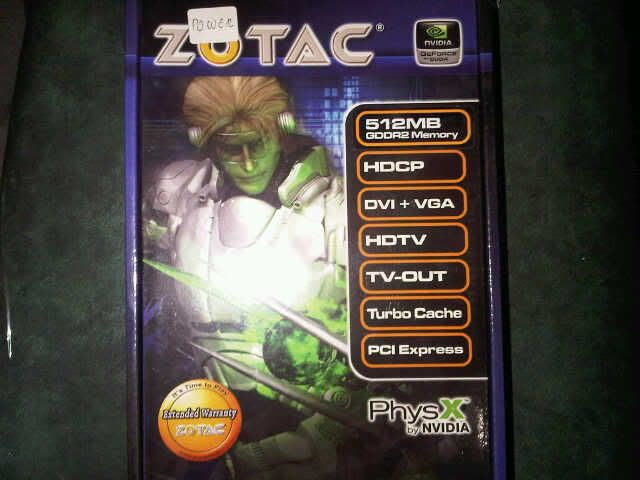 POWER
ZOTAC®
NVIDIA
GEFORCE
512MB
GDDR2 Memory
HDCP
DVI + VGA
HDTV
TV-OUT
Turbo Cache
PCI Express
PhysX™
by NVIDIA
It's Time to Play
Extended Warranty
ZOTAC